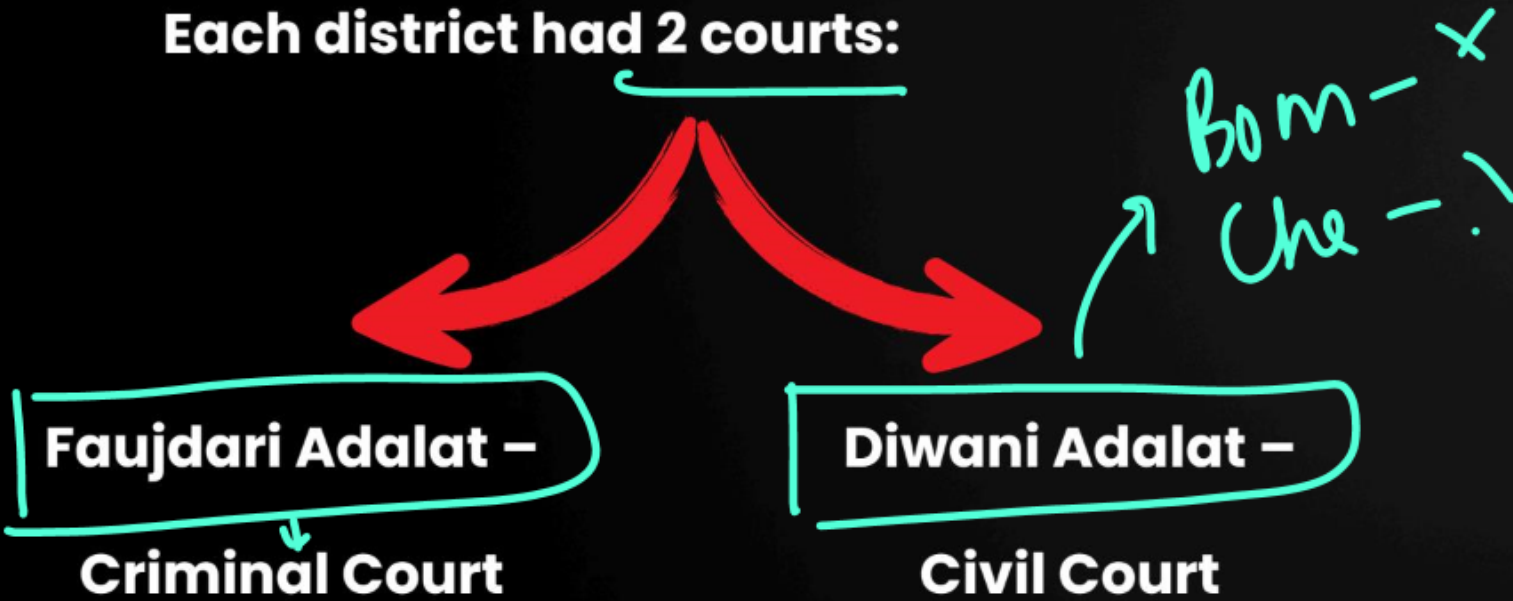 Each district had 2 courts:
Bom - x
Che -
Faujdari Adalat –
Diwani Adalat –
Criminal Court
Civil Court